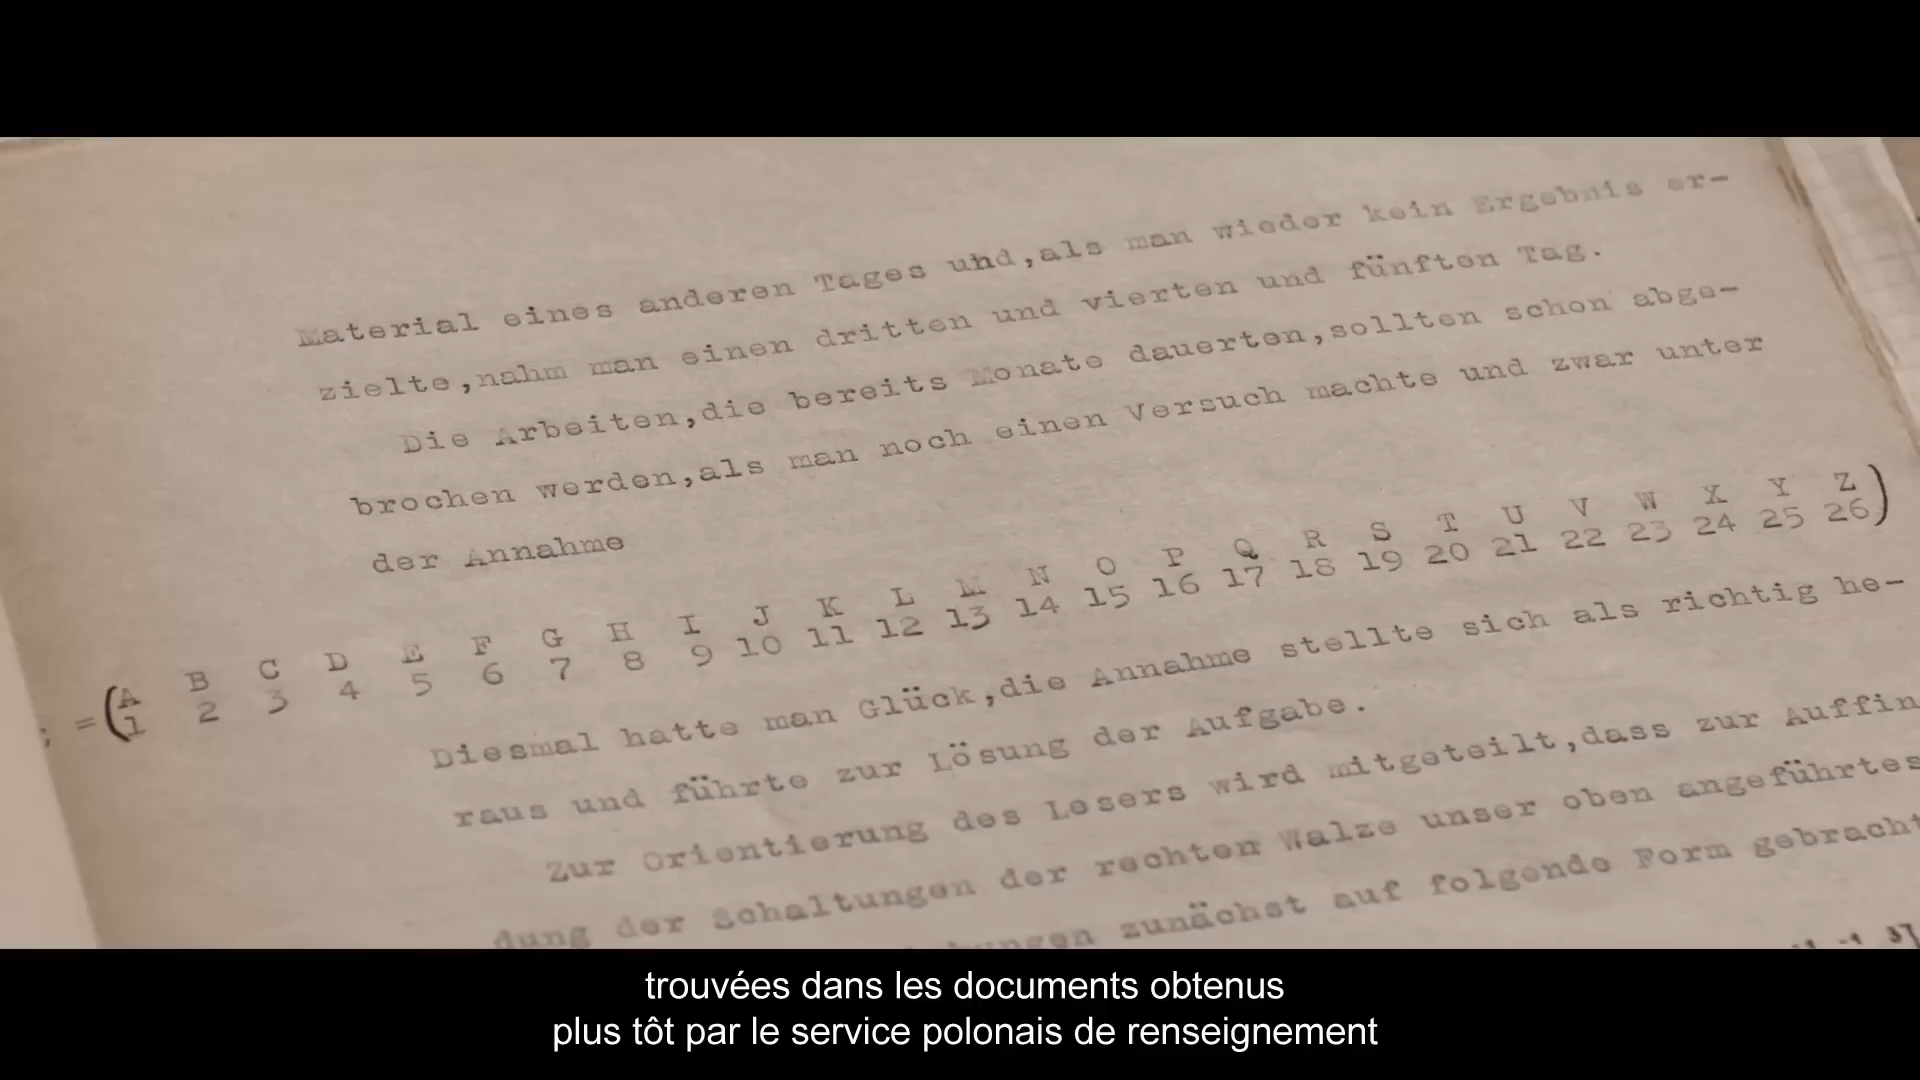 Material eines anderen Tages und,als man wieder kein Ergebnis er-
zielte,nahm man einen dritten und vierten und fünften Tag.
Die Arbeiten,die bereits Monate dauerten,sollten schon abge-
brochen werden,als man noch einen Versuch machte und zwar unter
der Annahme
A B C D E F G H I J K L M N O P Q R S T U V W X Y Z
; =(1 2 3 4 5 6 7 8 9 10 11 12 13 14 15 16 17 18 19 20 21 22 23 24 25 26)
Diesmal hatte man Glück,die Annahme stellte sich als richtig he-
raus und führte zur Lösung der Aufgabe.
Zur Orientierung des Lesers wird mitgeteilt,dass zur Auffin
dung der Schaltungen der rechten Walze unser oben angeführtes
zunächst auf folgende Form gebracht
trouvées dans les documents obtenus
plus tôt par le service polonais de renseignement